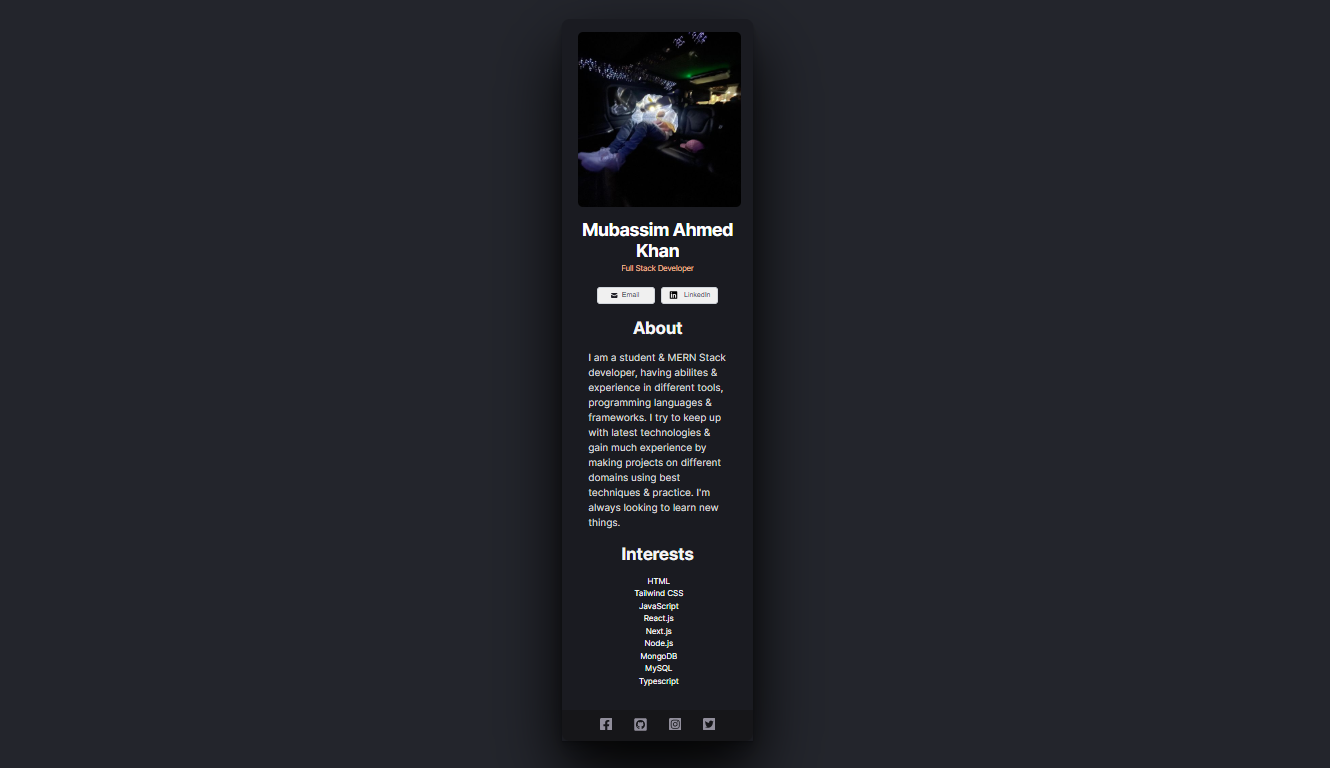 Mubassim Ahmed
Khan
Full Stack Developer
Email
LinkedIn
About
I am a student & MERN Stack
developer, having abilites &
experience in different tools,
programming languages &
frameworks. I try to keep up
with latest technologies &
gain much experience by
making projects on different
domains using best
techniques & practice. I'm
always looking to learn new
things.
Interests
HTML
Tailwind CSS
JavaScript
React.js
Next.js
Node.js
MongoDB
MySQL
Typescript